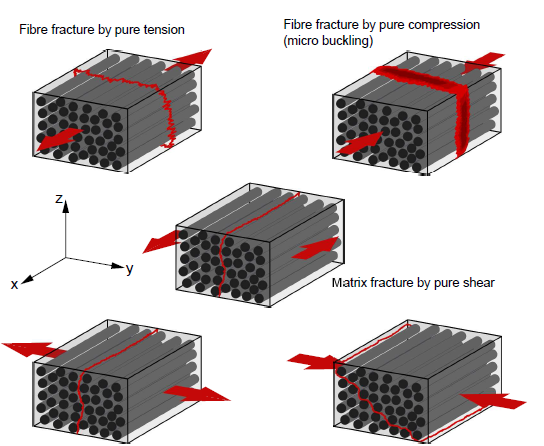 Fibre fracture by pure tension
Fibre fracture by pure compression
(micro buckling)
z
y
x
Matrix fracture by pure shear